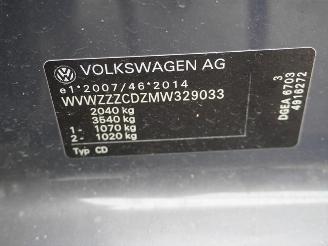 VOLKSWAGEN AG
e1*2007/46*2014
WVWZZZCDZMW329033
2040 kg
3540 kg
1- 1070 kg
2- 1020 kg
Typ CD
3
DGEA 6703
4916272